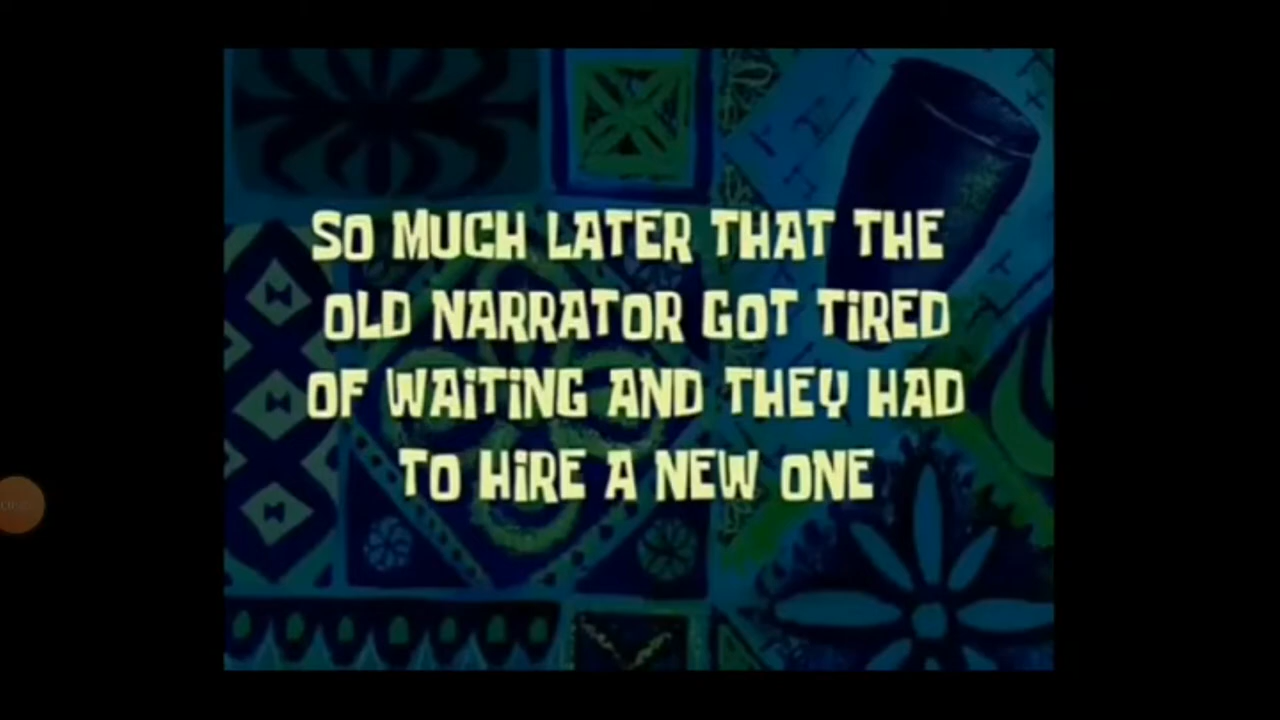 SO MUCH LATER THAT THE
OLD NARRATOR GOT TiRED
OF WAiTiNG AND THEY HAD
TO HiRE A NEW ONE